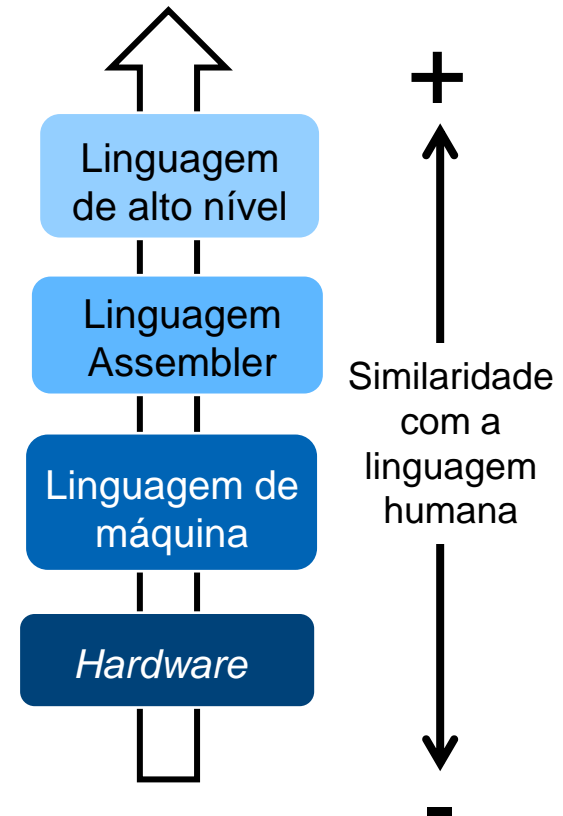 +
Linguagem
de alto nível
Linguagem
Assembler
Similaridade
com a
linguagem
humana
Linguagem de
máquina
Hardware
-